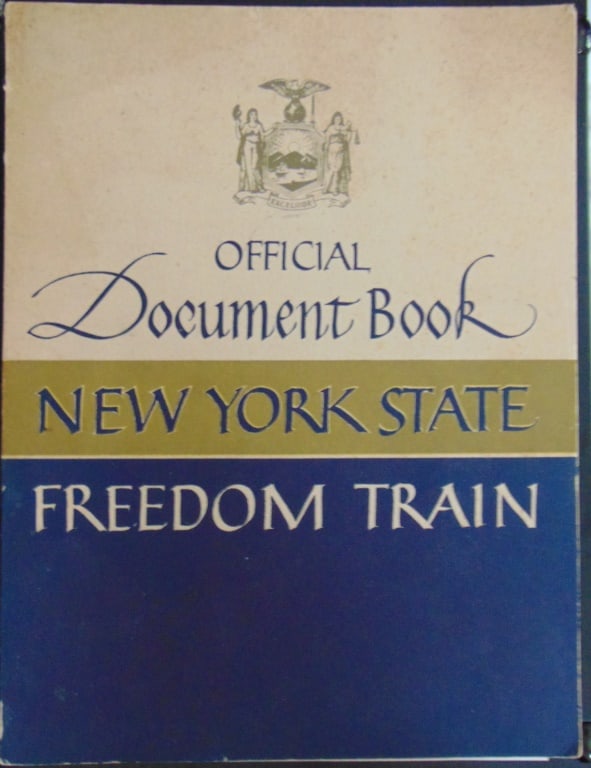 EXCELSIOR
OFFICIAL
Document Book
NEW YORK STATE
FREEDOM TRAIN